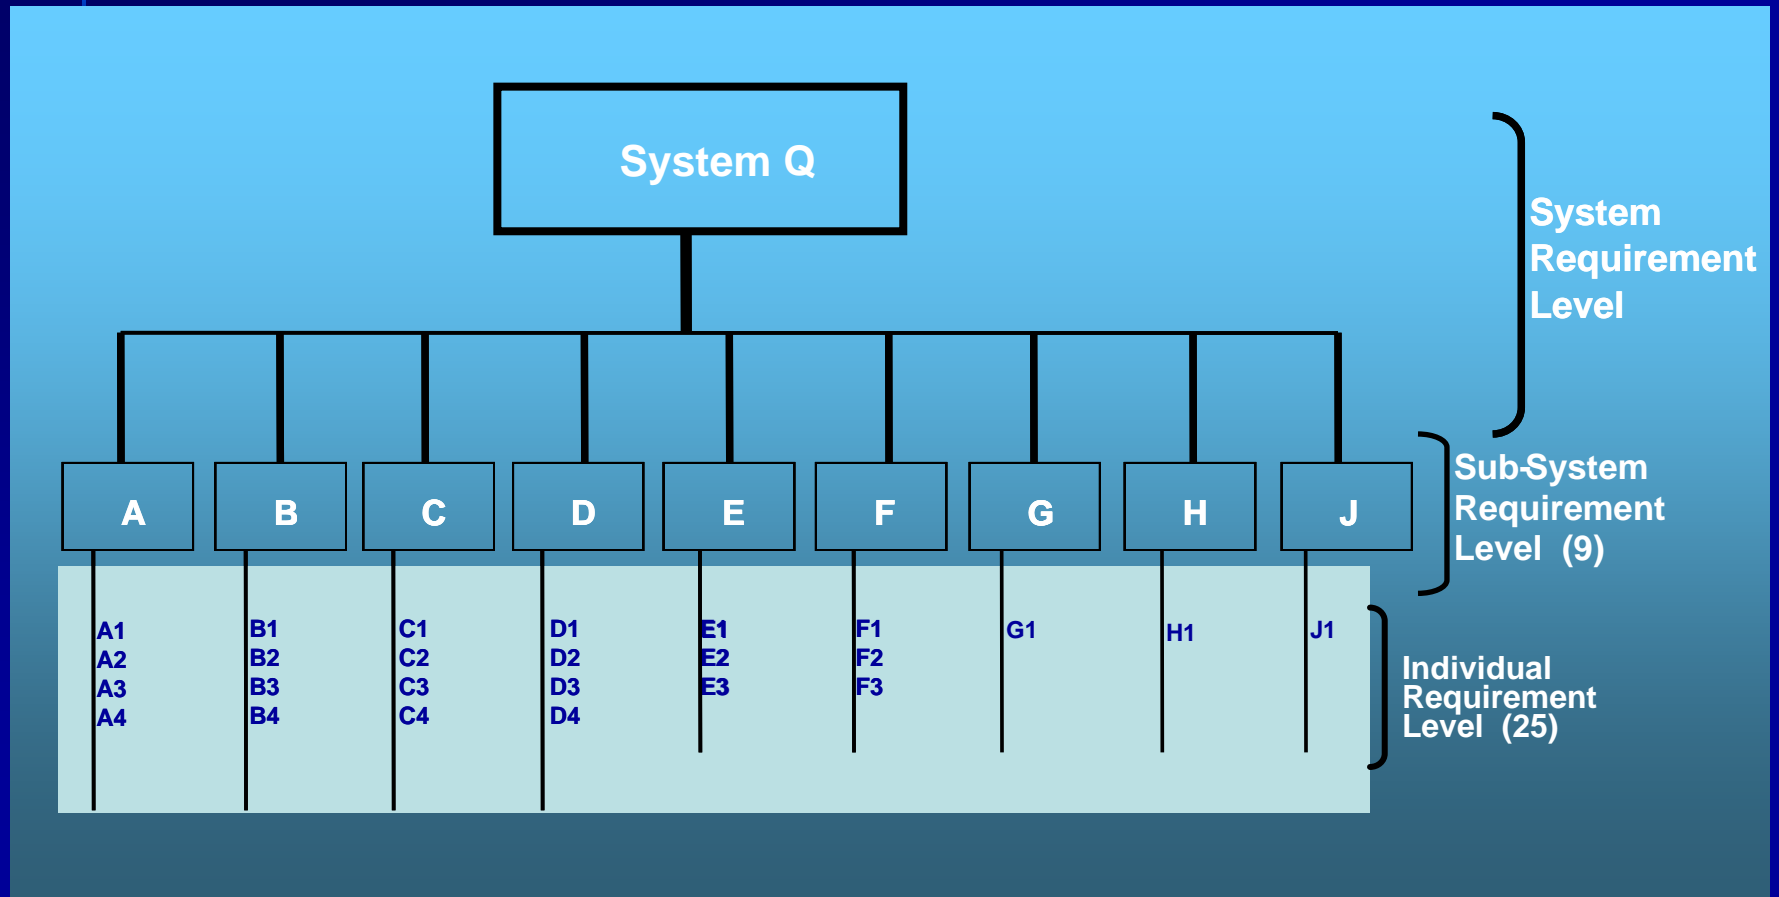 System Q
System
Requirement
Level
A
B
C
D
E
F
G
H
J
Sub-System
Requirement
Level (9)
A1
A2
A3
A4
B1
B2
B3
B4
C1
C2
C3
C4
D1
D2
D3
D4
E1
E2
E3
F1
F2
F3
G1
H1
J1
Individual
Requirement
Level (25)